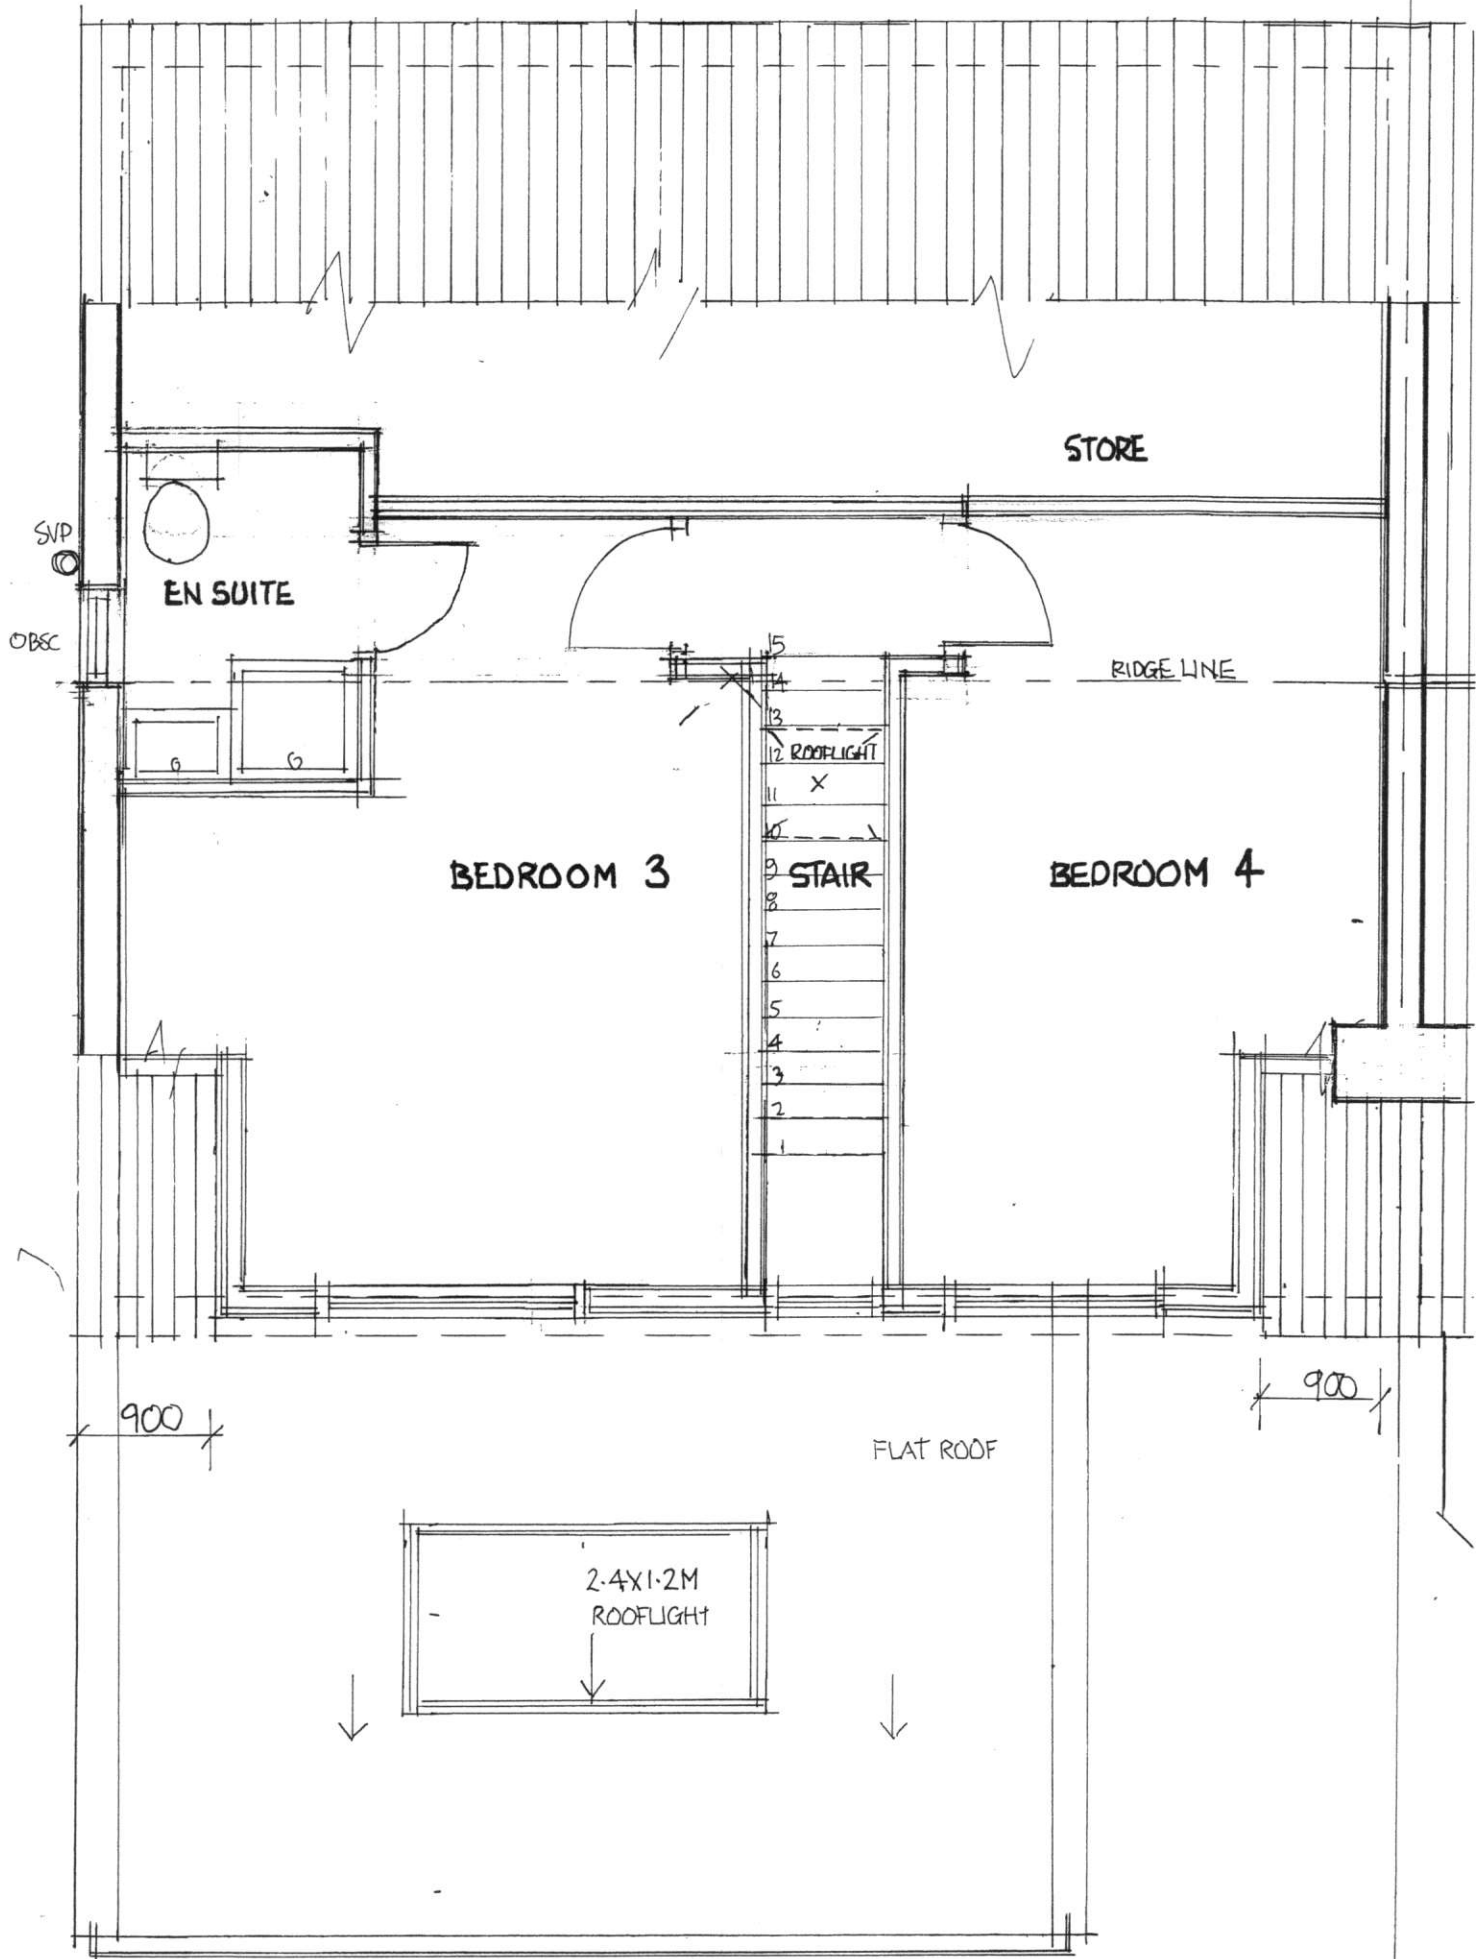 STORE
SVP
EN SUITE
OBSC
15
RIDGE LINE
14
13
12 ROOFLIGHT
X
11
10
BEDROOM 3
9
STAIR
BEDROOM 4
8
7
6
5
4
3
2
1
900
900
FLAT ROOF
2.4X1.2M
ROOFLIGHT